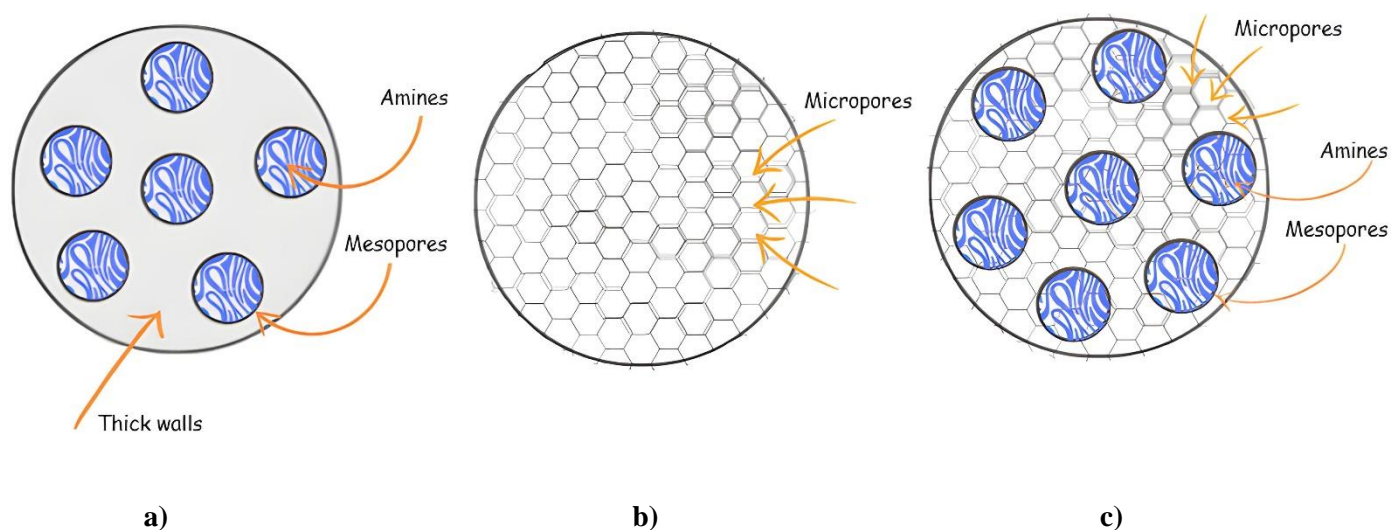 Amines
Mesopores
Thick walls
Micropores
Micropores
Amines
Mesopores
a)
b)
c)